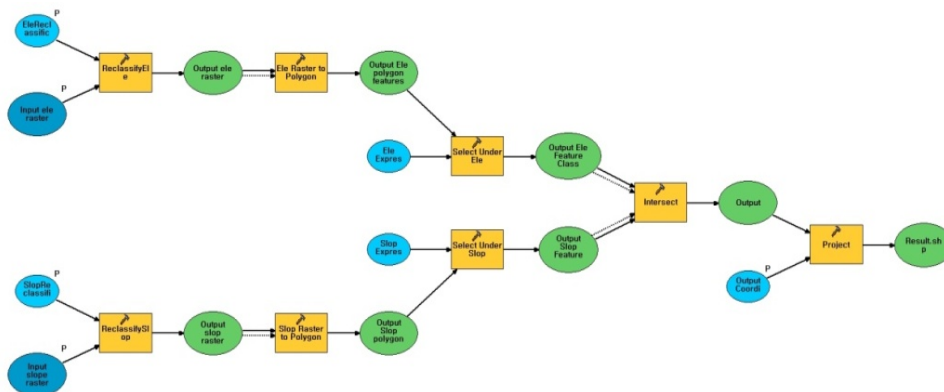 P
EleRecl
assific
ReclassifyEl
e
Output ele
raster
Ele Raster to
Polygon
Output Ele
polygon
features
P
Input ele
raster
Ele
Expres
Select Under
Ele
Output Ele
Feature
Class
Intersect
Output
Project
Result.sh
p
Slop
Expres
Select Under
Slop
Output
Slop
Feature
P
Output
Coordi
P
SlopRe
classifi
ReclassifySl
op
Output
slop
raster
Slop Raster
to Polygon
Output
Slop
polygon
P
Input
slope
raster